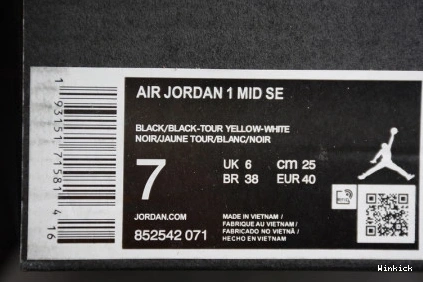 AIR JORDAN 1 MID SE
BLACK/BLACK-TOUR YELLOW-WHITE
NOIR/JAUNE TOUR/BLANC/NOIR
7
UK 6 cm 25
BR 38 EUR 40
JORDAN.COM
852542 071
MADE IN VIETNAM /
FABRIQUE AU VIETNAM /
FABRICADO NO VIETNÃ /
HECHO EN VIETNAM
1 93151 71581 4 16
Winkick